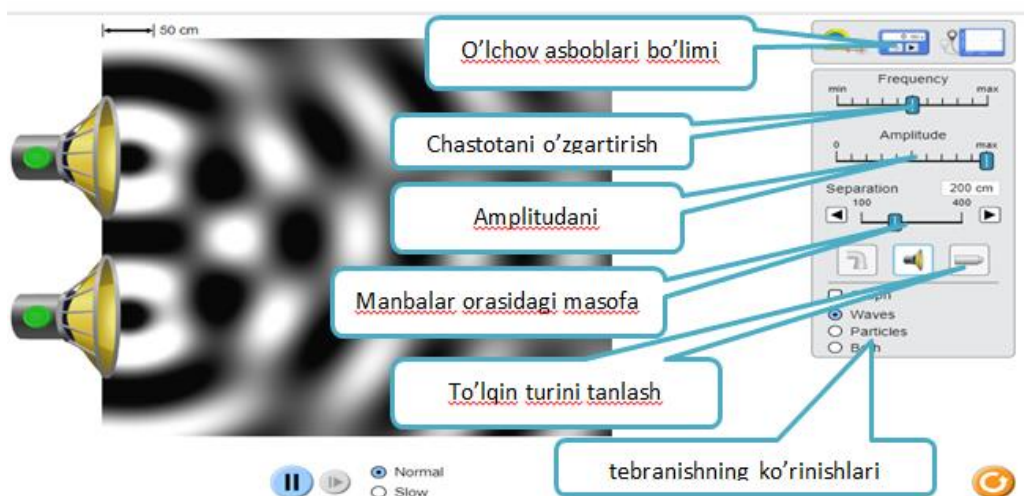 50 cm
O'lchov asboblari bo'limi
Frequency
min max
Chastotani o'zgartirish
Amplitude
0 max
Amplitudani
Separation 200 cm
100 400
Manbalar orasidagi masofa
Waves
Particles
To'lqin turini tanlash
tebranishning ko'rinishlari
Normal
Slow